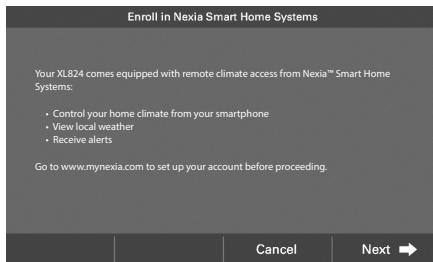 Enroll in Nexia Smart Home Systems
Your XL824 comes equipped with remote climate access from Nexia™ Smart Home
Systems:
• Control your home climate from your smartphone
• View local weather
• Receive alerts
Go to www.mynexia.com to set up your account before proceeding.
Cancel
Next